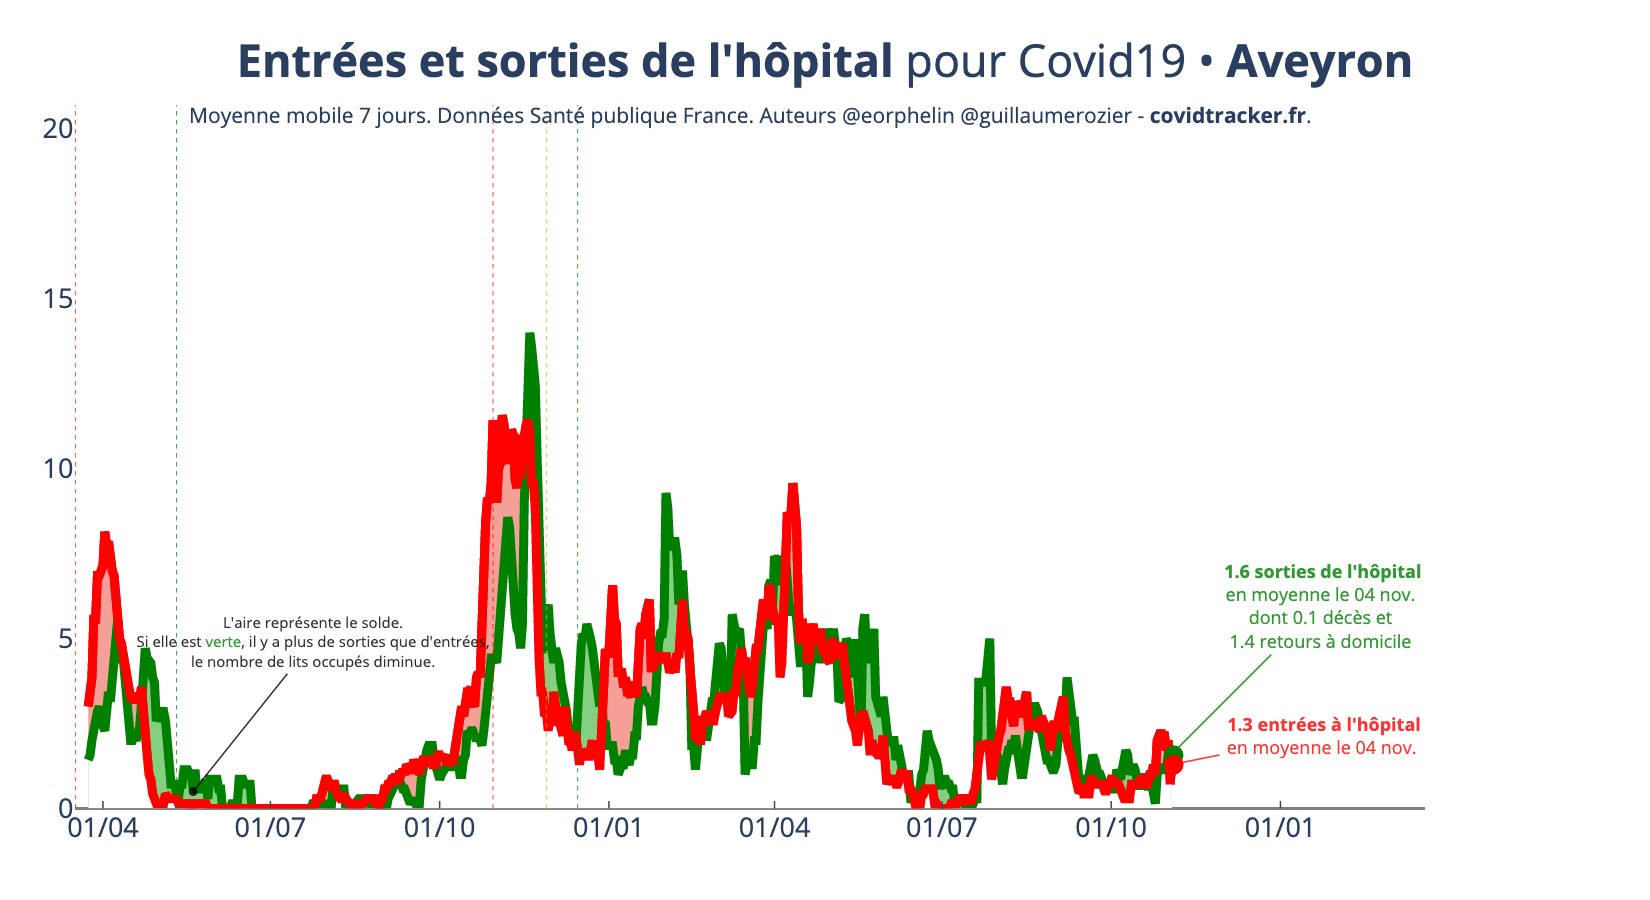 Entrées et sorties de l'hôpital pour Covid19 • Aveyron
Moyenne mobile 7 jours. Données Santé publique France. Auteurs @eorphelin @guillaumerozier - covidtracker.fr.
20
15
10
5
0
L'aire représente le solde.
Si elle est verte, il y a plus de sorties que d'entrées,
le nombre de lits occupés diminue.
1.6 sorties de l'hôpital
en moyenne le 04 nov.
dont 0.1 décès et
1.4 retours à domicile
1.3 entrées à l'hôpital
en moyenne le 04 nov.
01/04
01/07
01/10
01/01
01/04
01/07
01/10
01/01